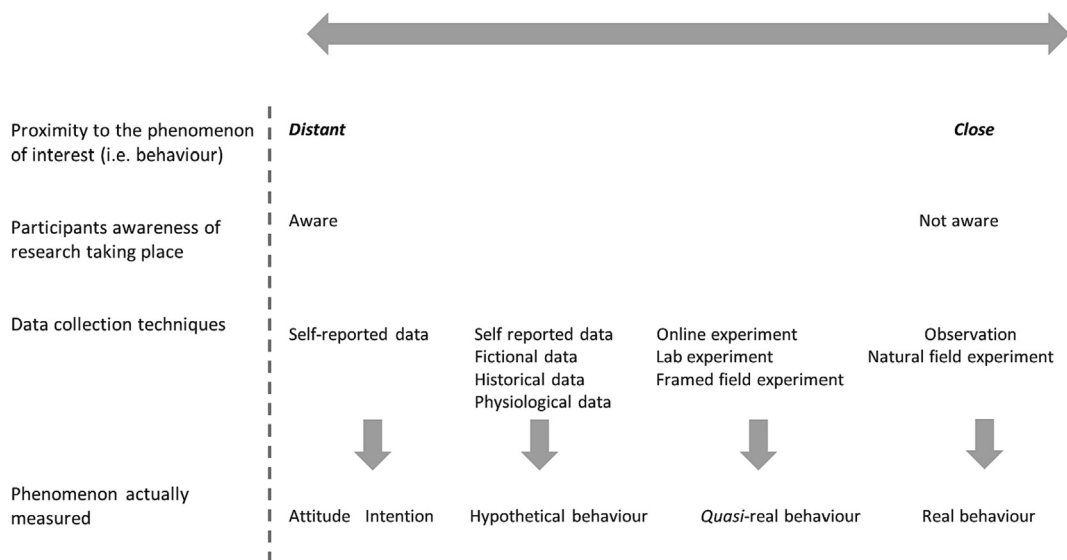 Proximity to the phenomenon
of interest (i.e. behaviour)
Distant
Close
Participants awareness of
research taking place
Aware
Not aware
Data collection techniques
Self-reported data
Self reported data
Fictional data
Historical data
Physiological data
Online experiment
Lab experiment
Framed field experiment
Observation
Natural field experiment
Phenomenon actually
measured
Attitude Intention
Hypothetical behaviour
Quasi-real behaviour
Real behaviour